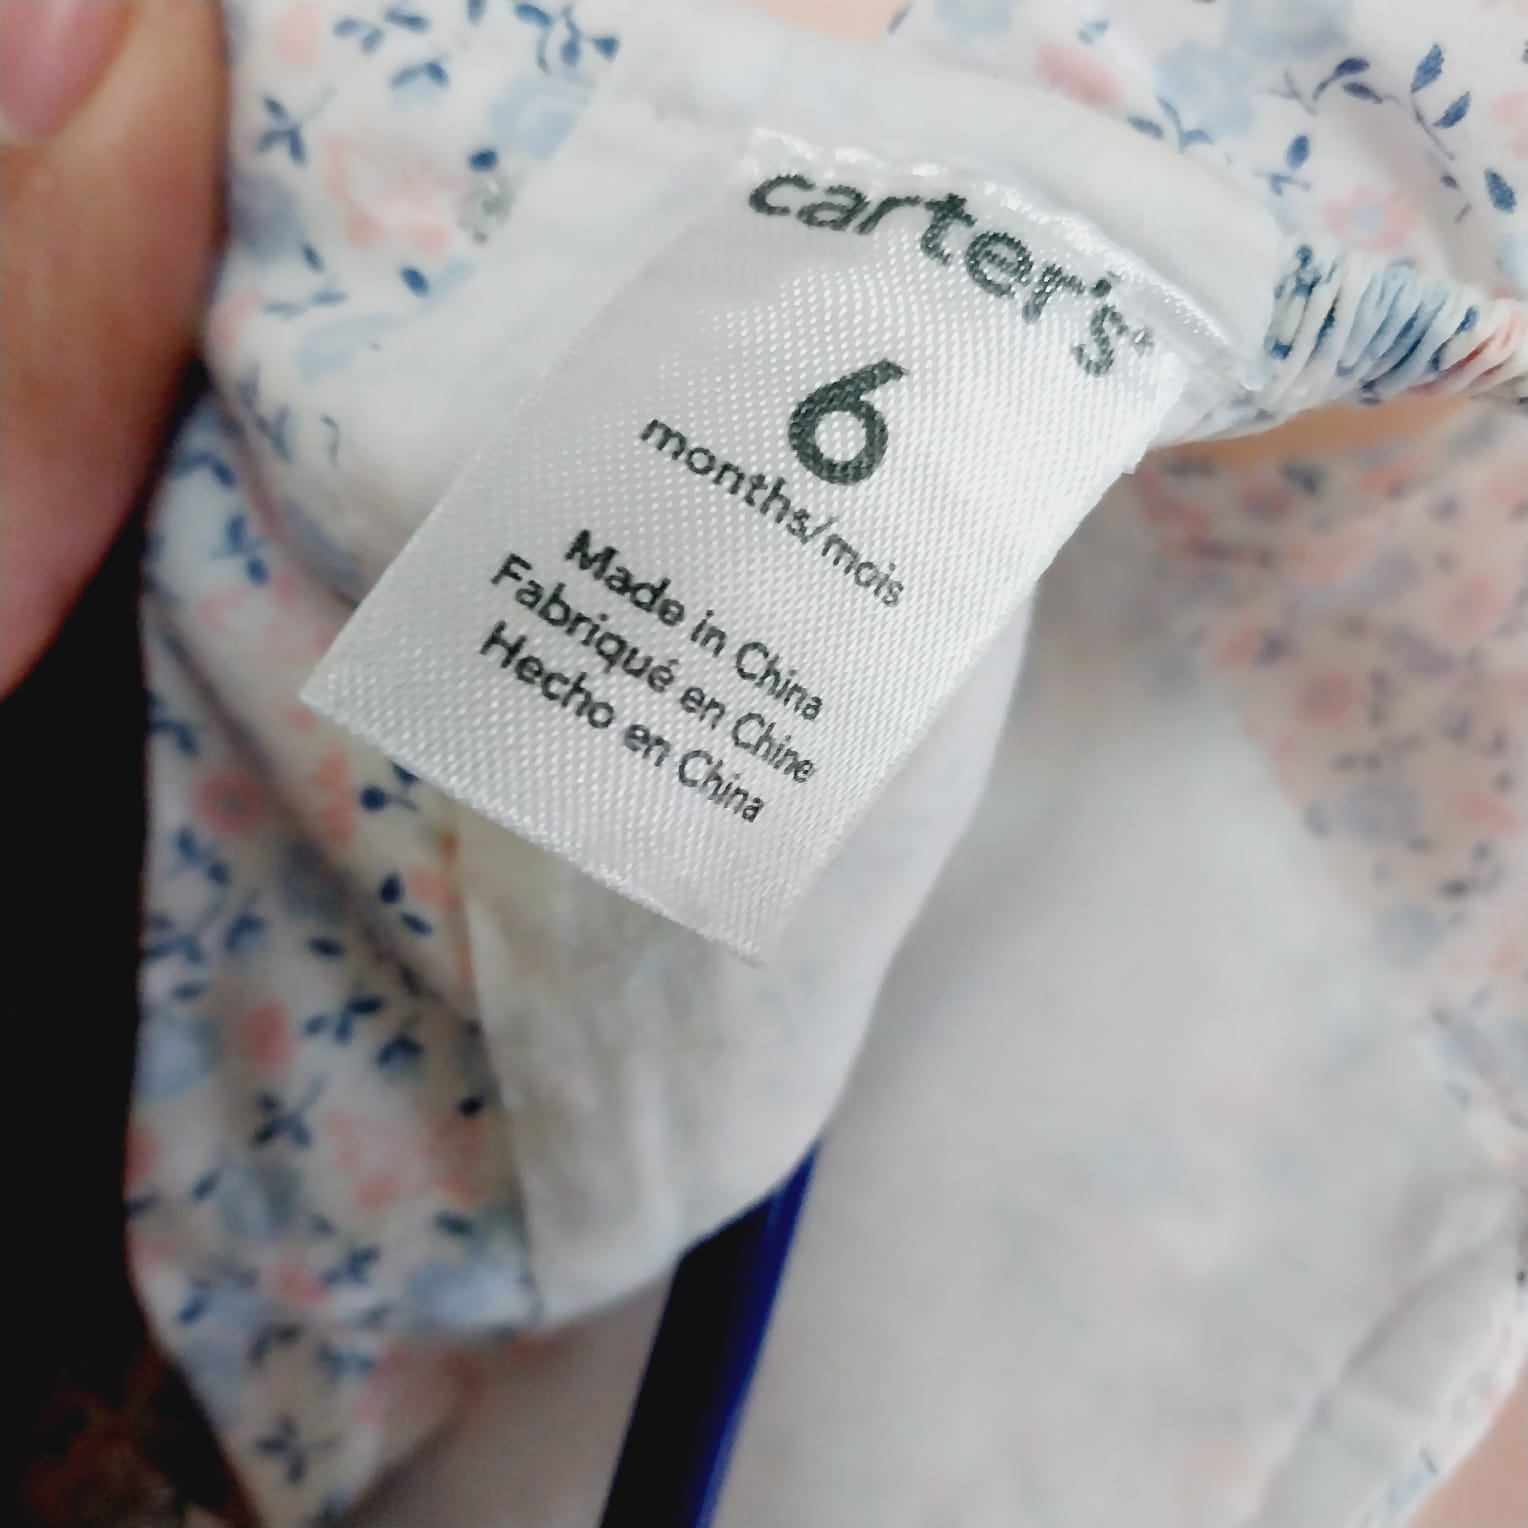 carter's
6
months/mois
Made in China
Fabriqué en Chine
Hecho en China